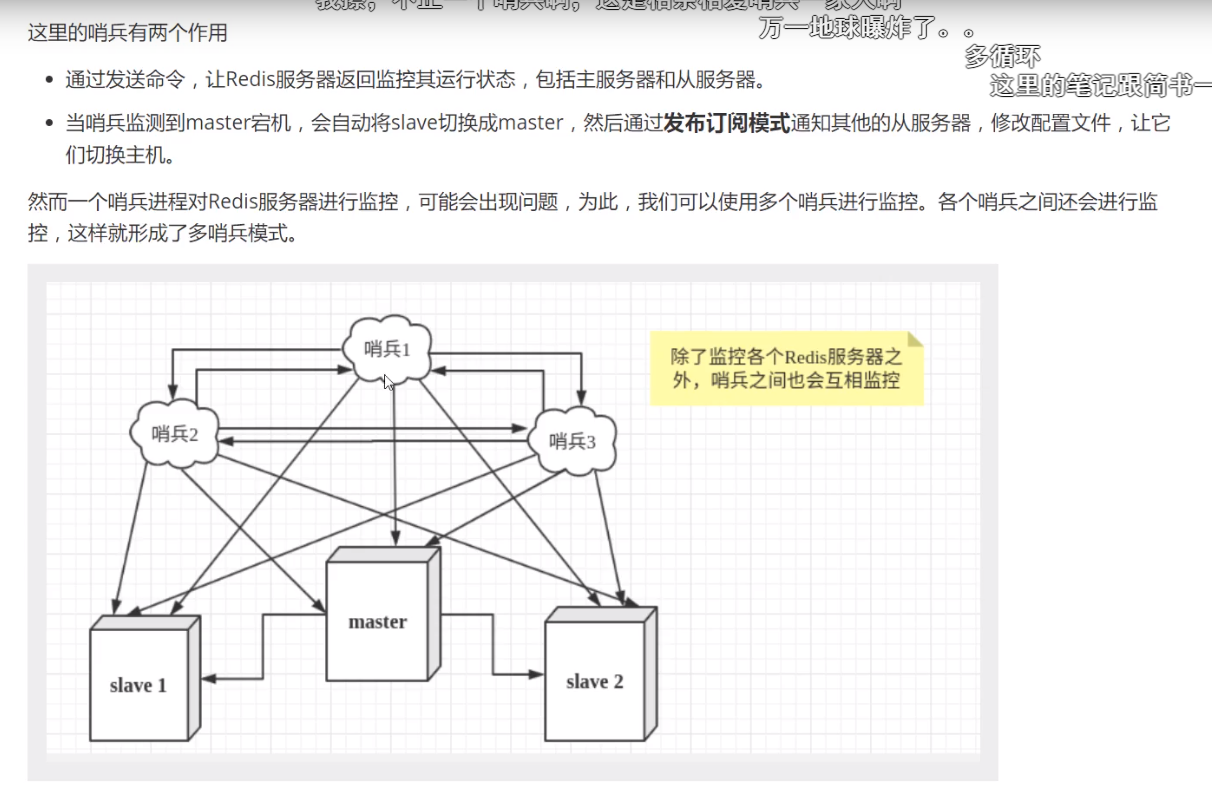 万一地球曝炸了。。
这里的哨兵有两个作用
多循环
通过发送命令，让Redis服务器返回监控其运行状态，包括主服务器和从服务器。
这里的笔记跟简书一
当哨兵监测到master宕机，会自动将slave切换成master，然后通过发布订阅模式通知其他的从服务器，修改配置文件，让它
们切换主机。
然而一个哨兵进程对Redis服务器进行监控，可能会出现问题，为此，我们可以使用多个哨兵进行监控。各个哨兵之间还会进行监
控，这样就形成了多哨兵模式。
哨兵1
除了监控各个Redis服务器之
外，哨兵之间也会互相监控
哨兵2
哨兵3
master
slave 1
slave 2